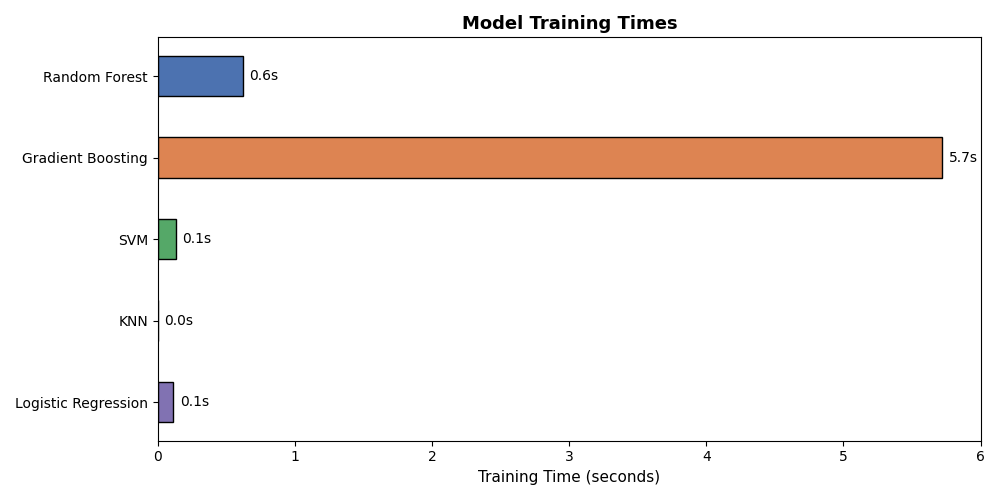 Model Training Times
Random Forest
0.6s
Gradient Boosting
5.7s
SVM
0.1s
KNN
0.0s
Logistic Regression
0.1s
0 1 2 3 4 5 6
Training Time (seconds)